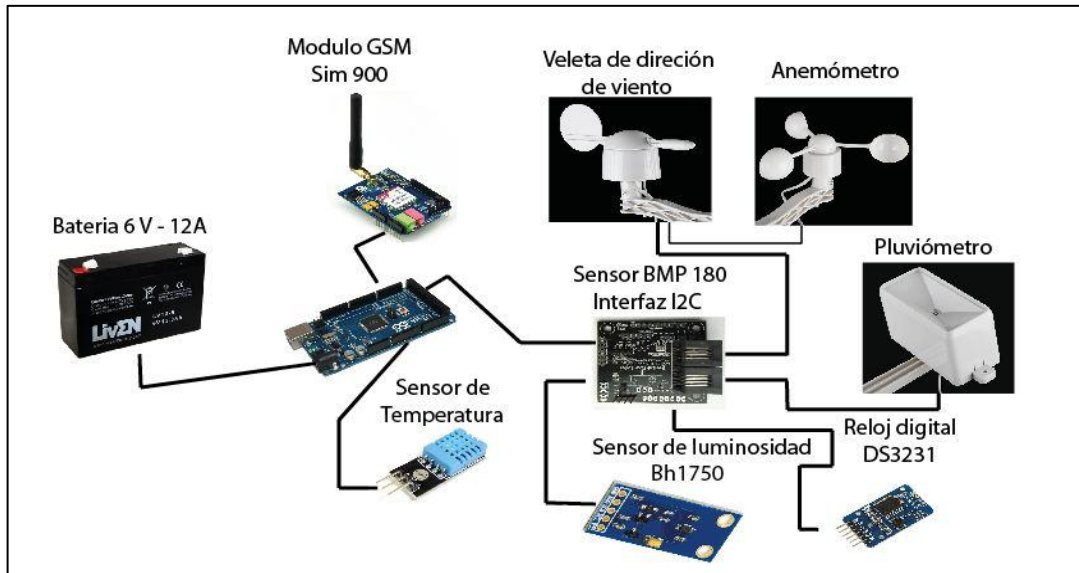 Modulo GSM
Sim 900
Veleta de direción
de viento
Anemómetro
Bateria 6 V - 12A
LIVEN
Pluviómetro
Sensor BMP 180
Interfaz I2C
Sensor de
Temperatura
Sensor de luminosidad
Bh1750
Reloj digital
DS3231